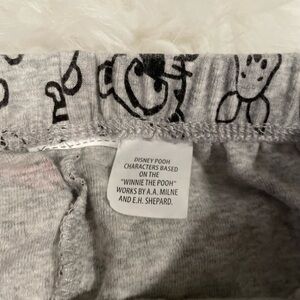 DISNEY POOH
CHARACTERS BASED
ON THE
"WINNIE THE POOH"
WORKS BY A.A. MILNE
AND E.H. SHEPARD.